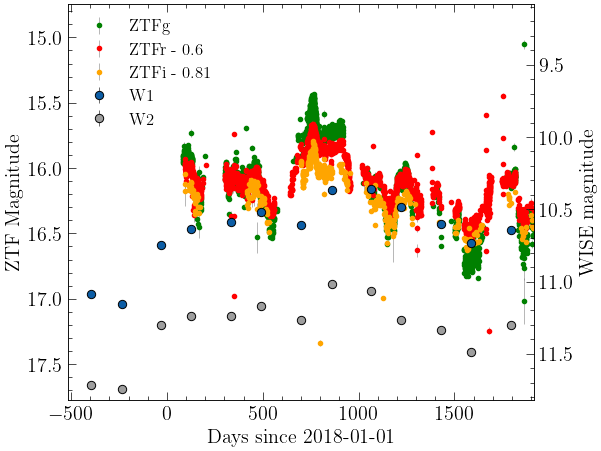 ZTFg
ZTFr - 0.6
ZTFi - 0.81
W1
W2
15.0
15.5
16.0
16.5
17.0
17.5
ZTF Magnitude
9.5
10.0
10.5
11.0
11.5
WISE magnitude
−500
0
500
1000
1500
Days since 2018-01-01